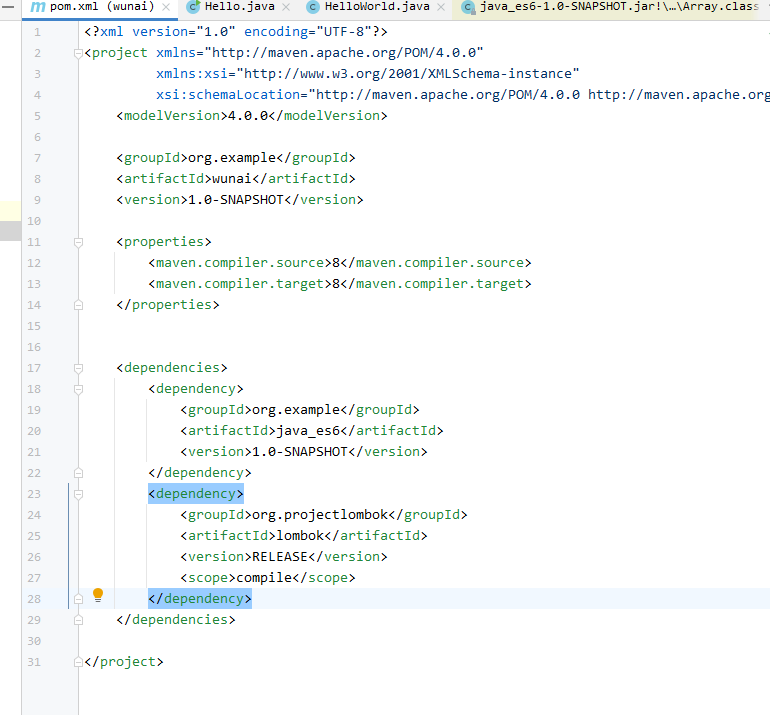 pom.xml (wunai) Hello.java HelloWorld.java java_es6-1.0-SNAPSHOT.jar!\...\Array.class
1 <?xml version="1.0" encoding="UTF-8"?>
2 <project xmlns="http://maven.apache.org/POM/4.0.0"
3 xmlns:xsi="http://www.w3.org/2001/XMLSchema-instance"
4 xsi:schemaLocation="http://maven.apache.org/POM/4.0.0 http://maven.apache.org
5 <modelVersion>4.0.0</modelVersion>
6
7 <groupId>org.example</groupId>
8 <artifactId>wunai</artifactId>
9 <version>1.0-SNAPSHOT</version>
10
11 <properties>
12 <maven.compiler.source>8</maven.compiler.source>
13 <maven.compiler.target>8</maven.compiler.target>
14 </properties>
15
16
17 <dependencies>
18 <dependency>
19 <groupId>org.example</groupId>
20 <artifactId>java_es6</artifactId>
21 <version>1.0-SNAPSHOT</version>
22 </dependency>
23 <dependency>
24 <groupId>org.projectlombok</groupId>
25 <artifactId>lombok</artifactId>
26 <version>RELEASE</version>
27 <scope>compile</scope>
28 </dependency>
29 </dependencies>
30
31 </project>